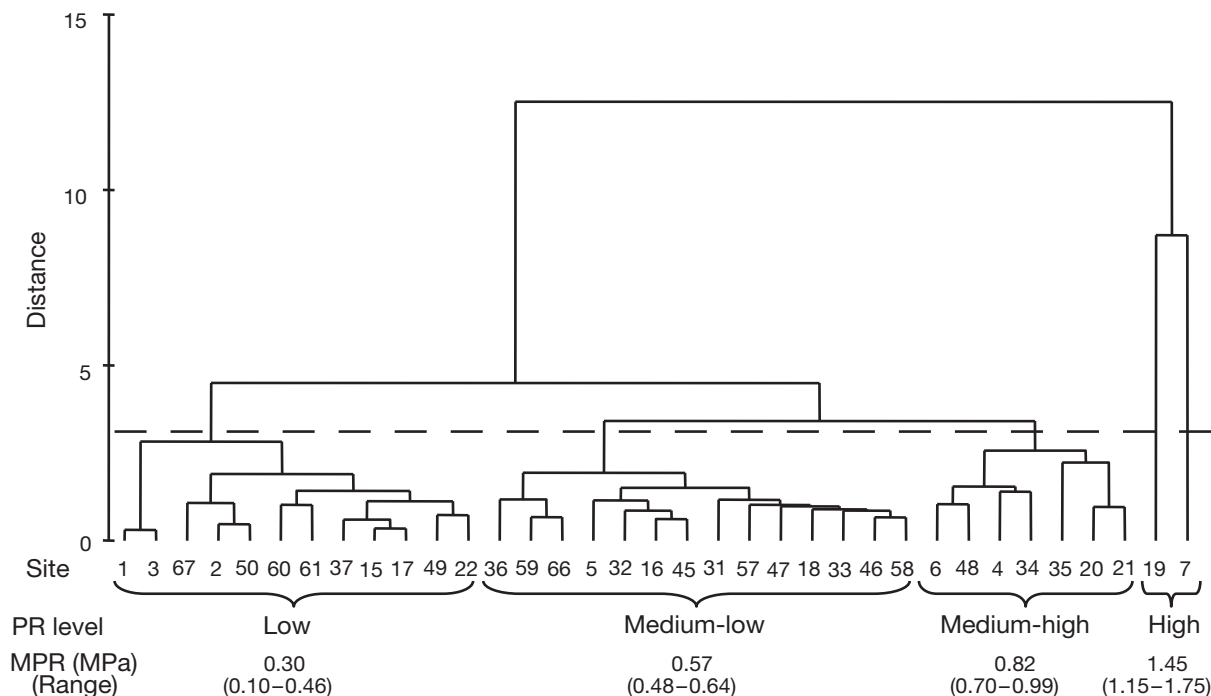 15
10
5
0
Distance
Site 1 3 67 2 50 60 61 37 15 17 49 22 36 59 66 5 32 16 45 31 57 47 18 33 46 58 6 48 4 34 35 20 21 19 7
PR level Low Medium-low Medium-high High
MPR (MPa) 0.30 0.57 0.82 1.45
(Range) (0.10–0.46) (0.48–0.64) (0.70–0.99) (1.15–1.75)